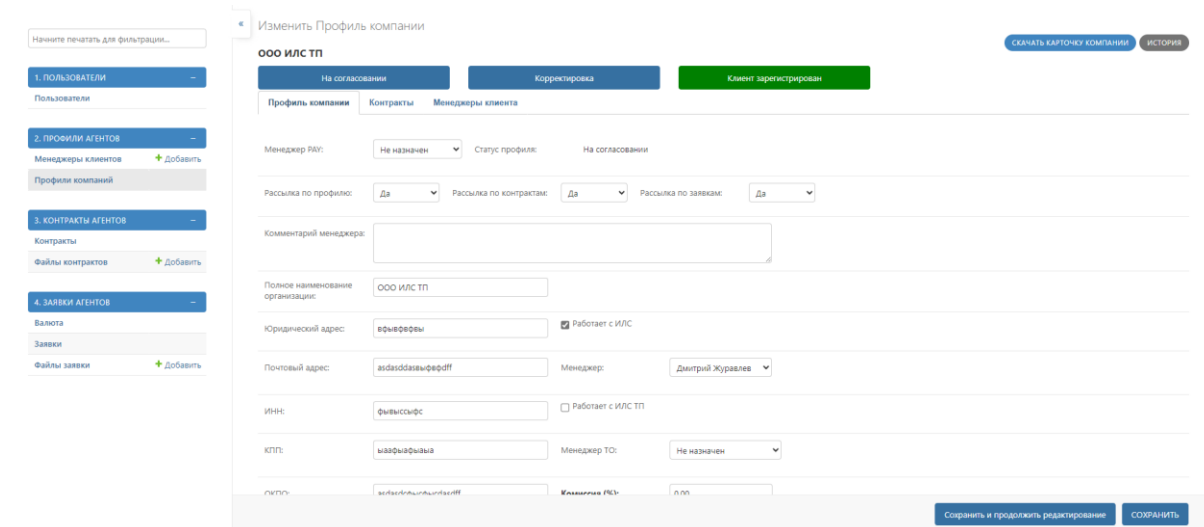 Начните печатать для фильтрации...
1. ПОЛЬЗОВАТЕЛИ –
Пользователи
2. ПРОФИЛИ АГЕНТОВ –
Менеджеры клиентов + Добавить
Профили компаний
3. КОНТРАКТЫ АГЕНТОВ –
Контракты
Файлы контрактов + Добавить
4. ЗАЯВКИ АГЕНТОВ –
Валюта
Заявки
Файлы заявки + Добавить
«
Изменить Профиль компании
СКАЧАТЬ КАРТОЧКУ КОМПАНИИ ИСТОРИЯ
ООО ИЛС ТП
На согласовании Корректировка Клиент зарегистрирован
Профиль компании Контракты Менеджеры клиента
Менеджер PAY: Не назначен Статус профиля: На согласовании
Рассылка по профилю: Да Рассылка по контрактам: Да Рассылка по заявкам: Да
Комментарий менеджера:
Полное наименование
организации: ООО ИЛС ТП
Юридический адрес: вфывфвфвы Работает с ИЛС
Почтовый адрес: asdasddasвыфвфdff Менеджер: Дмитрий Журавлев
ИНН: фывыссыфс Работает с ИЛС ТП
КПП: ыаафыафыаыа Менеджер ТО: Не назначен
ОКПО: Комиссия (%): 0,00
Сохранить и продолжить редактирование СОХРАНИТЬ